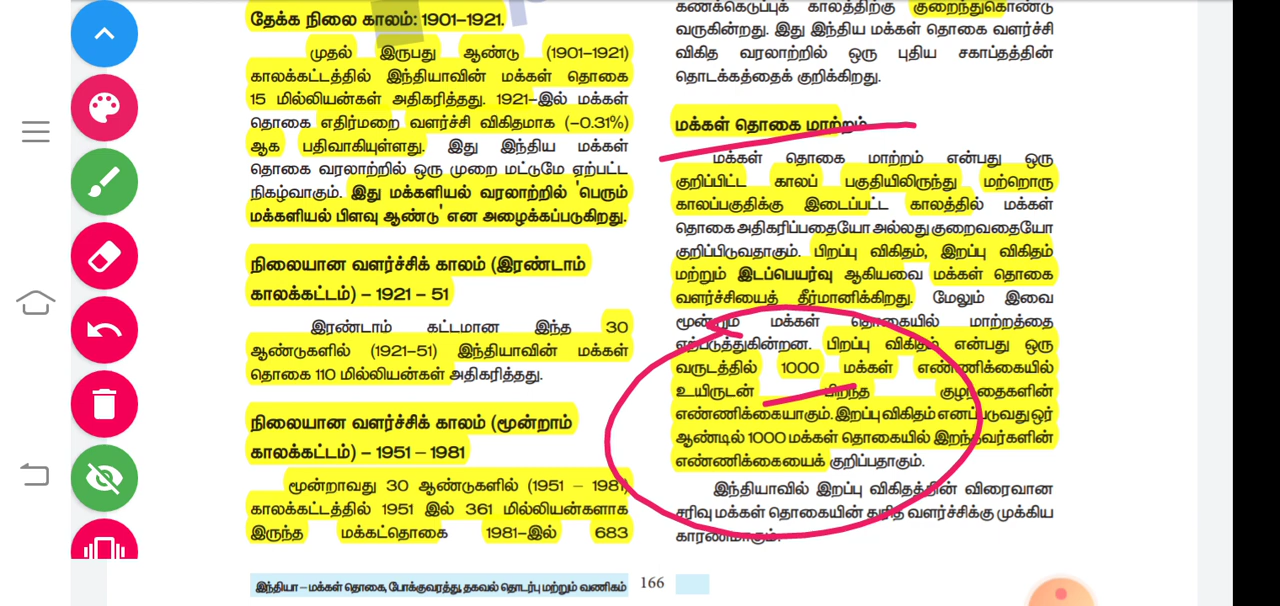 தேக்க நிலை காலம்: 1901–1921.
முதல் இருபது ஆண்டு (1901–1921)
காலக்கட்டத்தில் இந்தியாவின் மக்கள் தொகை
15 மில்லியன்கள் அதிகரித்தது. 1921–இல் மக்கள்
தொகை எதிர்மறை வளர்ச்சி விகிதமாக (–0.31%)
ஆக பதிவாகியுள்ளது. இது இந்திய மக்கள்
தொகை வரலாற்றில் ஒரு முறை மட்டுமே ஏற்பட்ட
நிகழ்வாகும். இது மக்களியல் வரலாற்றில் 'பெரும்
மக்களியல் பிளவு ஆண்டு' என அழைக்கப்படுகிறது.
நிலையான வளர்ச்சிக் காலம் (இரண்டாம்
காலக்கட்டம்) – 1921 – 51
இரண்டாம் கட்டமான இந்த 30
ஆண்டுகளில் (1921–51) இந்தியாவின் மக்கள்
தொகை 110 மில்லியன்கள் அதிகரித்தது.
நிலையான வளர்ச்சிக் காலம் (மூன்றாம்
காலக்கட்டம்) – 1951 – 1981
மூன்றாவது 30 ஆண்டுகளில் (1951 – 1981)
காலக்கட்டத்தில் 1951 இல் 361 மில்லியன்களாக
இருந்த மக்கட்தொகை 1981–இல் 683
கணக்கெடுப்புக் காலத்திற்கு குறைந்துகொண்டு
வருகின்றது. இது இந்திய மக்கள் தொகை வளர்ச்சி
விகித வரலாற்றில் ஒரு புதிய சகாப்தத்தின்
தொடக்கத்தைக் குறிக்கிறது.
மக்கள் தொகை மாற்றம்
மக்கள் தொகை மாற்றம் என்பது ஒரு
குறிப்பிட்ட காலப் பகுதியிலிருந்து மற்றொரு
காலப்பகுதிக்கு இடைப்பட்ட காலத்தில் மக்கள்
தொகை அதிகரிப்பதையோ அல்லது குறைவதையோ
குறிப்பிடுவதாகும். பிறப்பு விகிதம், இறப்பு விகிதம்
மற்றும் இடப்பெயர்வு ஆகியவை மக்கள் தொகை
வளர்ச்சியைத் தீர்மானிக்கிறது. மேலும் இவை
மூன்றும் மக்கள் தொகையில் மாற்றத்தை
ஏற்படுத்துகின்றன. பிறப்பு விகிதம் என்பது ஒரு
வருடத்தில் 1000 மக்கள் எண்ணிக்கையில்
உயிருடன் பிறந்த குழந்தைகளின்
எண்ணிக்கையாகும். இறப்பு விகிதம் எனப்படுவது ஓர்
ஆண்டில் 1000 மக்கள் தொகையில் இறந்தவர்களின்
எண்ணிக்கையைக் குறிப்பதாகும்.
இந்தியாவில் இறப்பு விகிதத்தின் விரைவான
சரிவு மக்கள் தொகையின் துரித வளர்ச்சிக்கு முக்கிய
காரணமாகும்.
இந்தியா – மக்கள் தொகை, போக்குவரத்து, தகவல் தொடர்பு மற்றும் வணிகம்
166